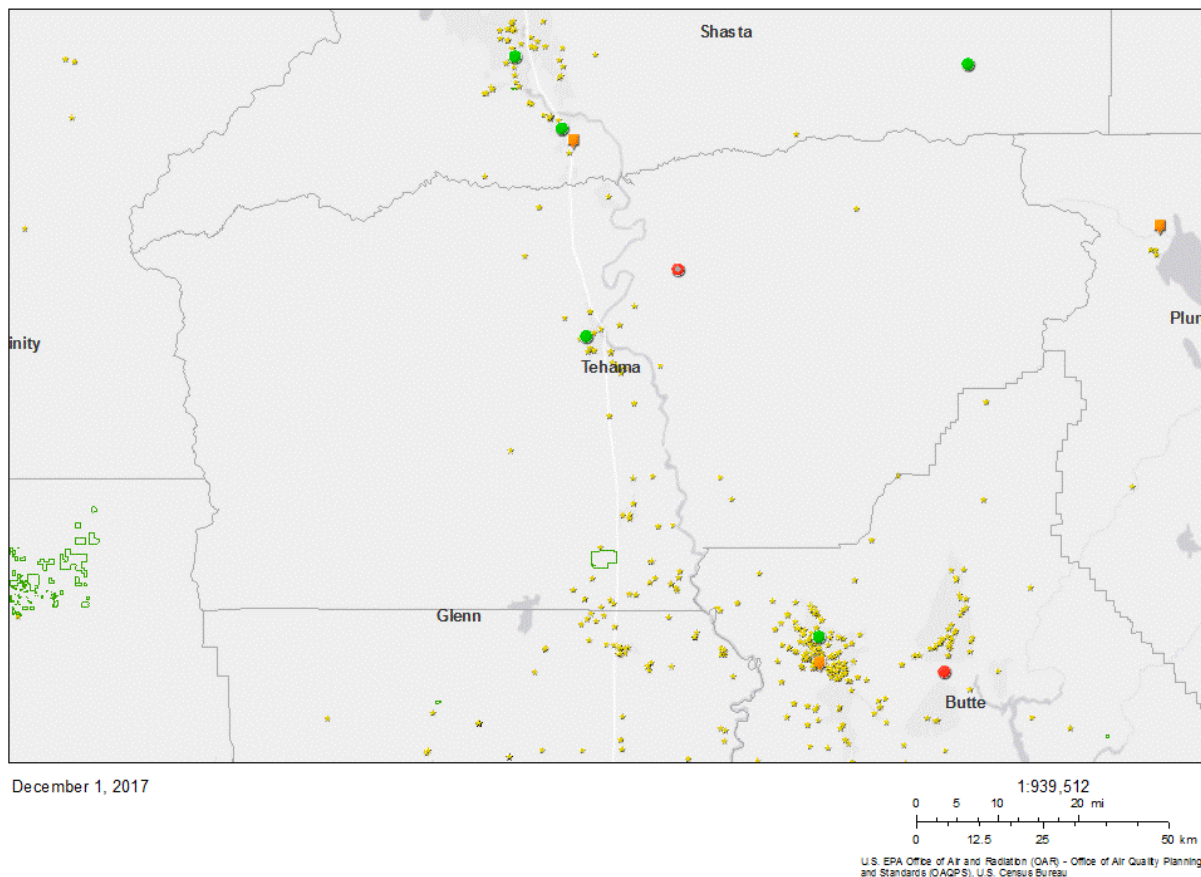 Shasta
inity
Plur
Tehama
Glenn
Butte
December 1, 2017
1:939,512
0 5 10 20 mi
0 12.5 25 50 km
U.S. EPA Office of Air and Radiation (OAR) - Office of Air Quality Planning
and Standards (OAQPS), U.S. Census Bureau